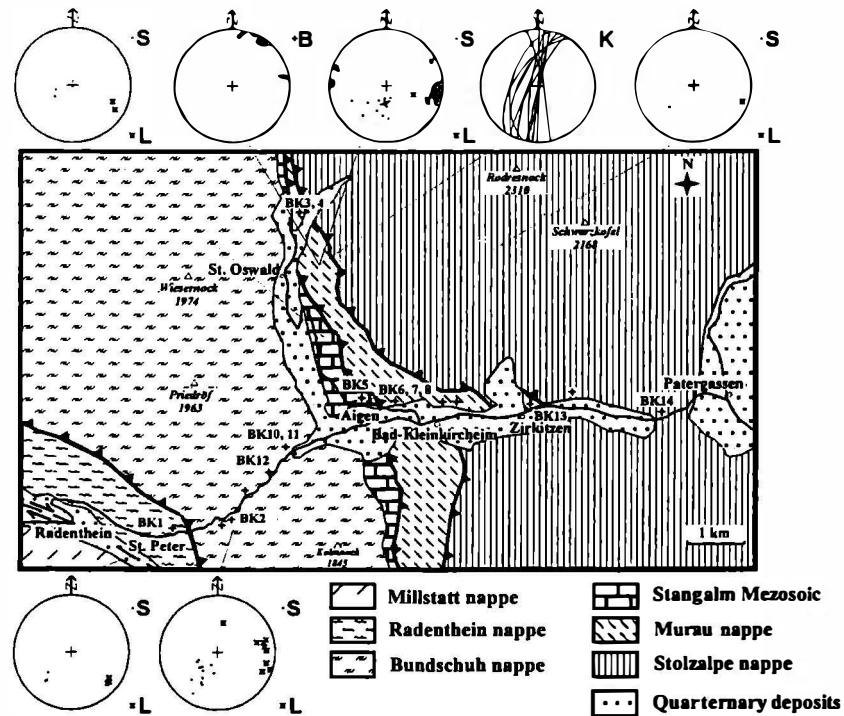 S
B
S
K
S
L
L
L
N
Rodresnock
2310
BK3, 4
Schwarzkofel
2168
St. Oswald
Wiesernock
1974
Patergassen
BK5
BK6, 7, 8
BK14
Priedröf
1963
Aigen
BK13
BK10, 11
Bad-Kleinkircheim
Zirkitzen
BK12
BK1
BK2
Radenthein
St. Peter
1845
1 km
S
S
L
L
Millstatt nappe
Radenthein nappe
Bundschuh nappe
Stangalm Mezosoic
Murau nappe
Stolzalpe nappe
Quarternary deposits